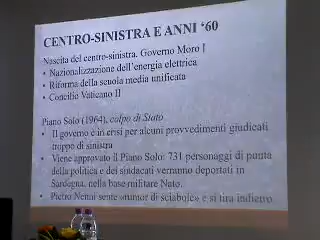 CENTRO-SINISTRA E ANNI ‘60
Nascita del centro-sinistra. Governo Moro I
• Nazionalizzazione dell’energia elettrica
• Riforma della scuola media unificata
• Concilio Vaticano II
Piano Solo (1964), colpo di Stato
• Il governo è in crisi per alcuni provvedimenti giudicati
troppo di sinistra
• Viene approvato il Piano Solo: 731 personaggi di punta
della politica e dei sindacati verranno deportati in
Sardegna, nella base militare Nato.
• Pietro Nenni sente «rumor di sciabole» e si tira indietro